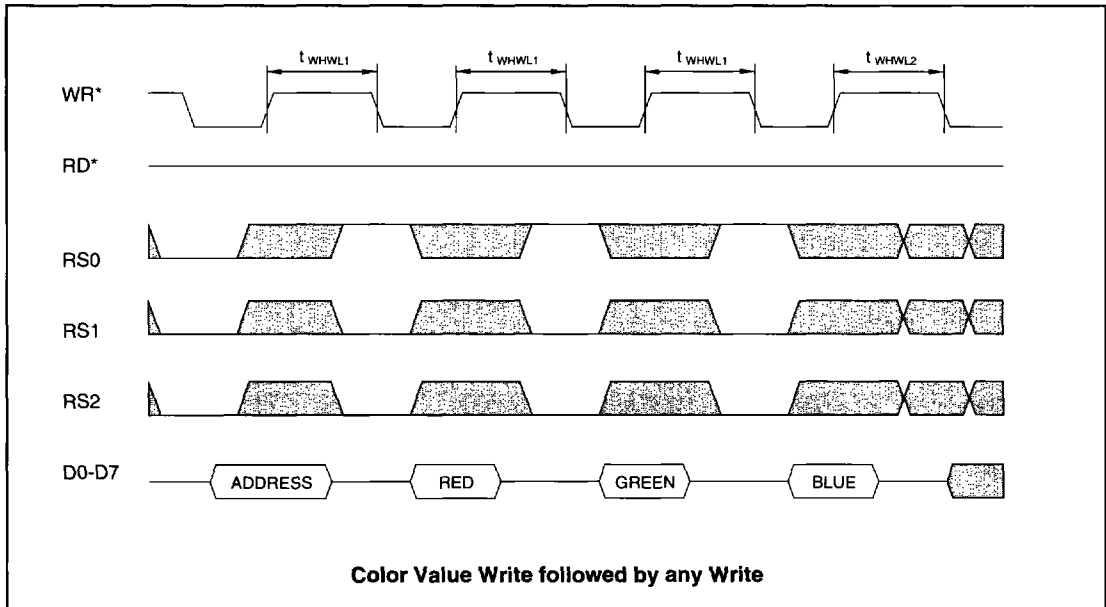 t WHWL1 t WHWL1 t WHWL1 t WHWL2
WR*
RD*
RS0
RS1
RS2
D0-D7 ADDRESS RED GREEN BLUE
Color Value Write followed by any Write